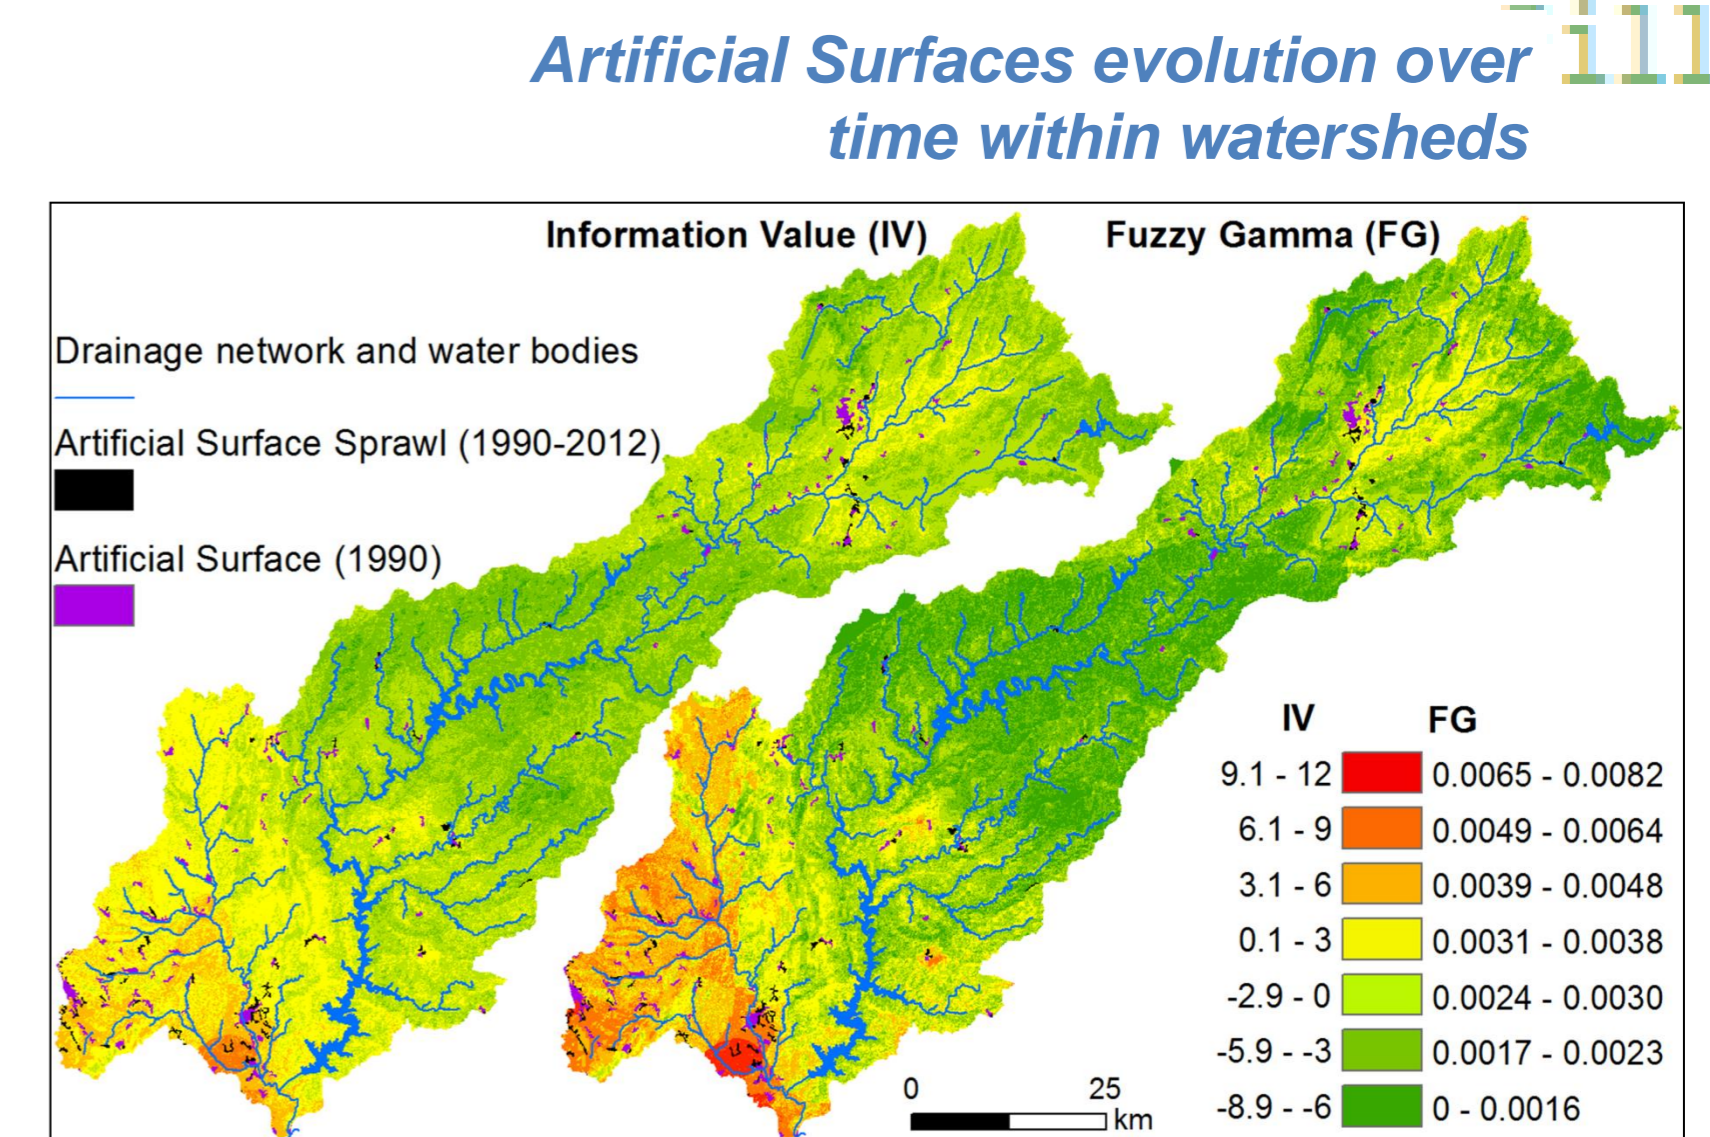 Artificial Surfaces evolution over
time within watersheds
Information Value (IV)
Fuzzy Gamma (FG)
Drainage network and water bodies
Artificial Surface Sprawl (1990-2012)
Artificial Surface (1990)
IV FG
9.1 - 12 0.0065 - 0.0082
6.1 - 9 0.0049 - 0.0064
3.1 - 6 0.0039 - 0.0048
0.1 - 3 0.0031 - 0.0038
-2.9 - 0 0.0024 - 0.0030
-5.9 - -3 0.0017 - 0.0023
-8.9 - -6 0 - 0.0016
0 25
km